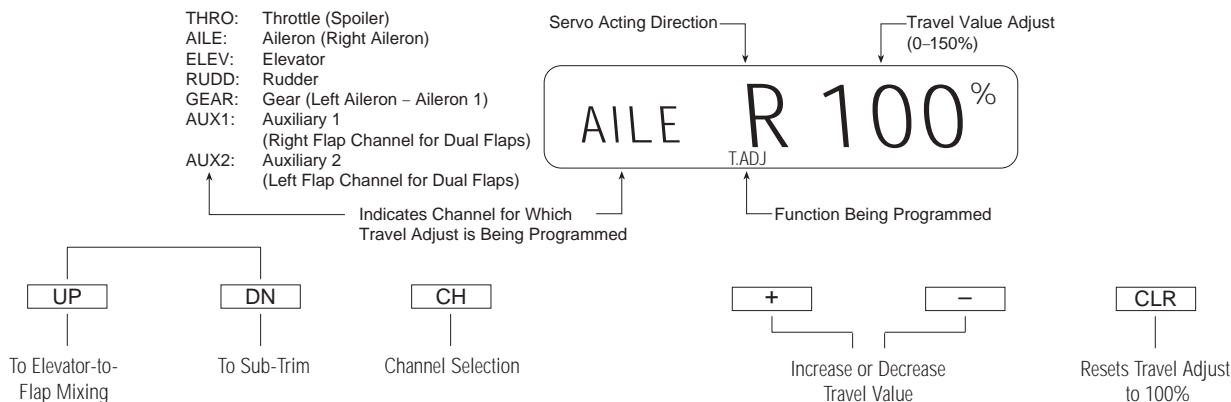 THRO: Throttle (Spoiler)
AILE: Aileron (Right Aileron)
ELEV: Elevator
RUDD: Rudder
GEAR: Gear (Left Aileron – Aileron 1)
AUX1: Auxiliary 1
(Right Flap Channel for Dual Flaps)
AUX2: Auxiliary 2
(Left Flap Channel for Dual Flaps)
Servo Acting Direction
Travel Value Adjust
(0–150%)
AILE R 100%
T.ADJ
Indicates Channel for Which
Travel Adjust is Being Programmed
Function Being Programmed
UP
DN
CH
+
–
CLR
To Elevator-to-
Flap Mixing
To Sub-Trim
Channel Selection
Increase or Decrease
Travel Value
Resets Travel Adjust
to 100%